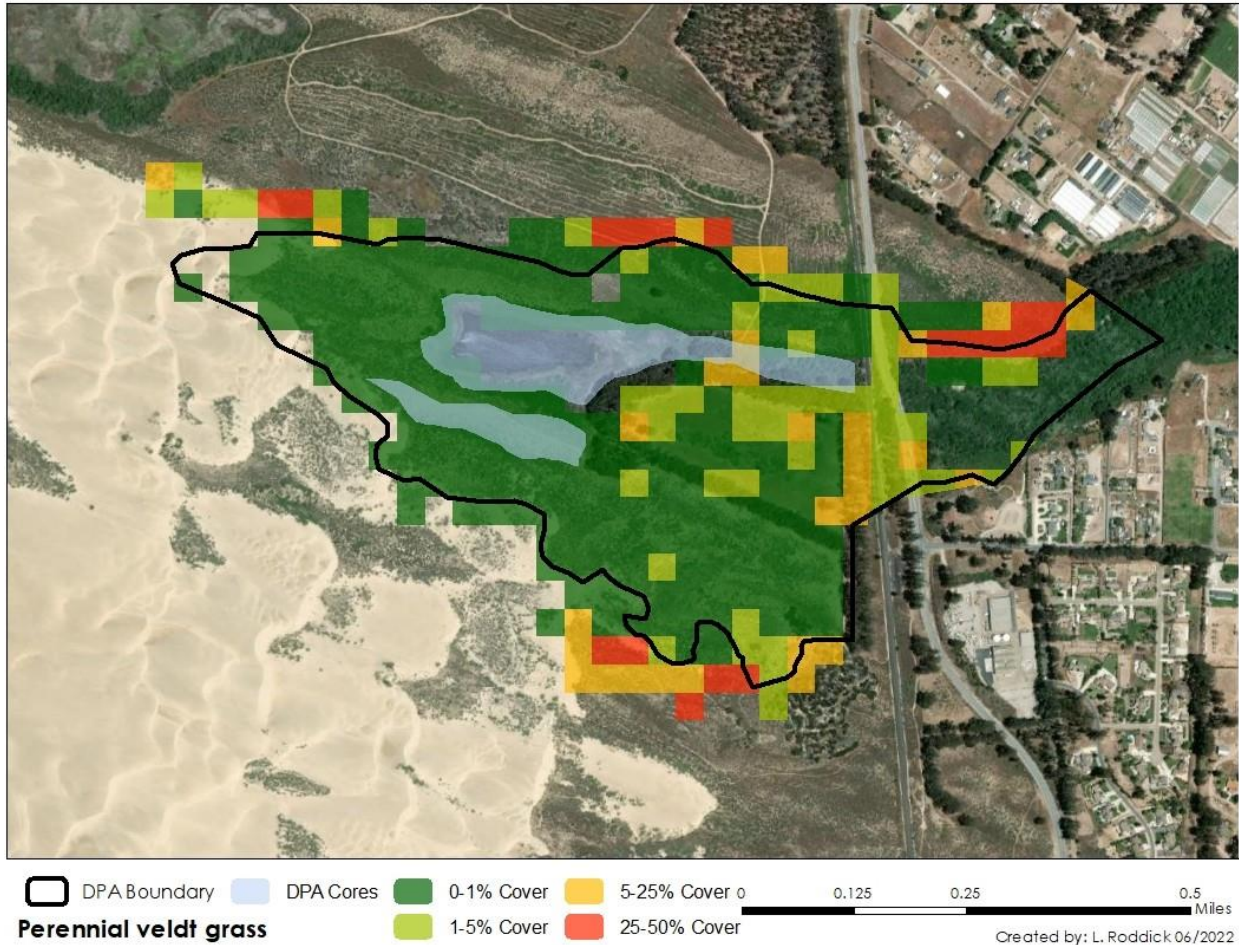 DPA Boundary DPA Cores 0-1% Cover 5-25% Cover 0 0.125 0.25 0.5
Miles
Perennial veldt grass 1-5% Cover 25-50% Cover
Created by: L. Roddick 06/2022